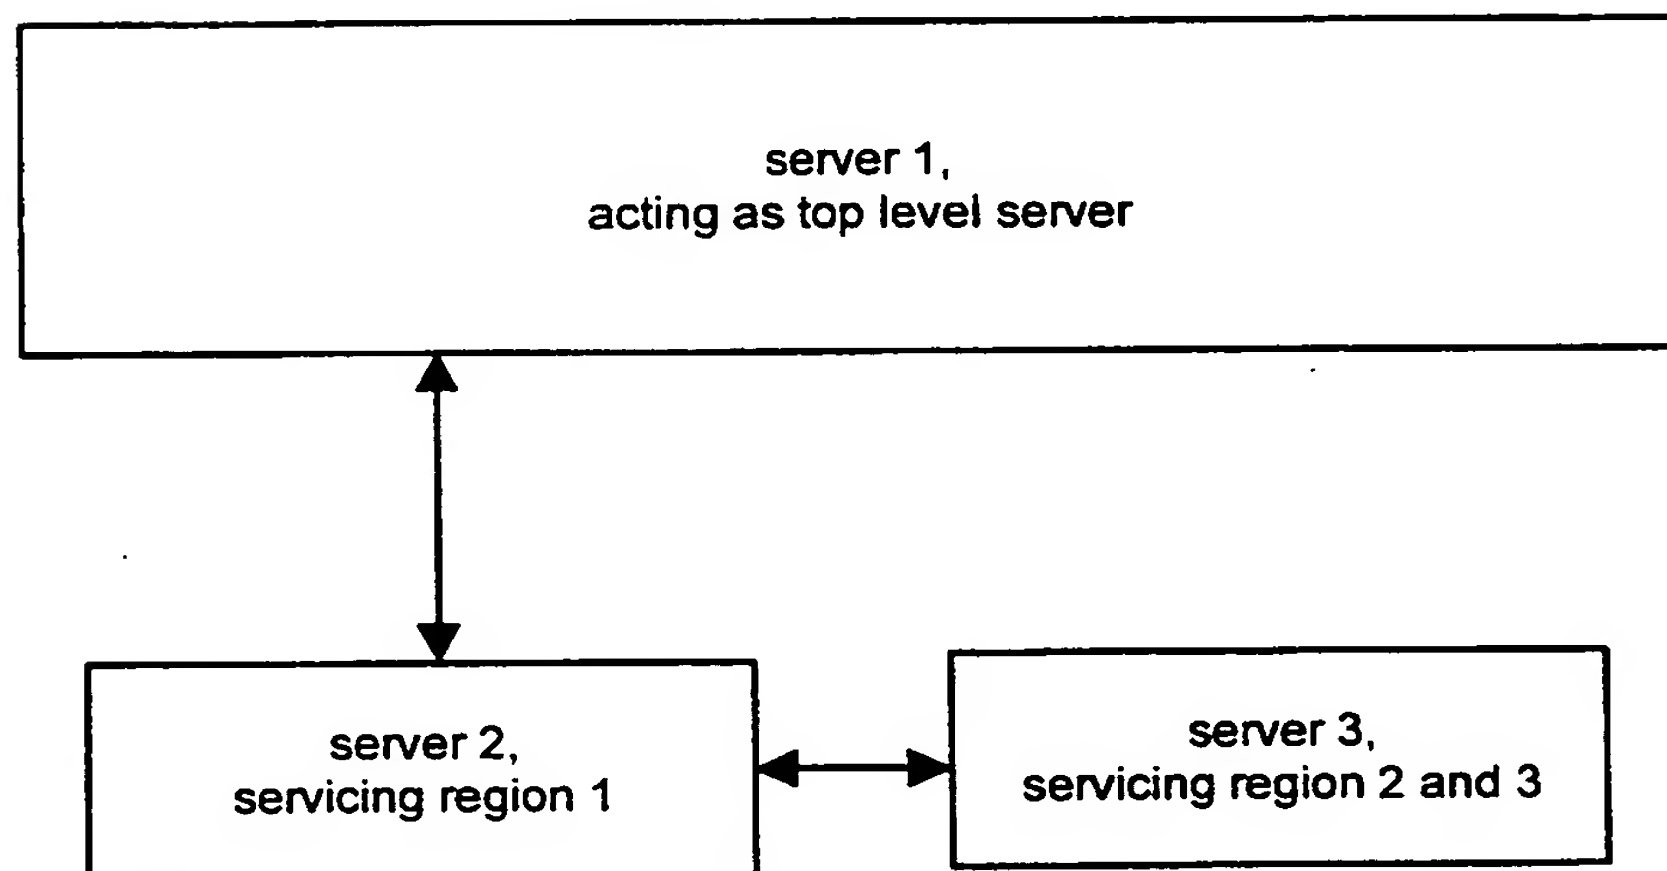 server 1,
acting as top level server
server 2,
servicing region 1
server 3,
servicing region 2 and 3